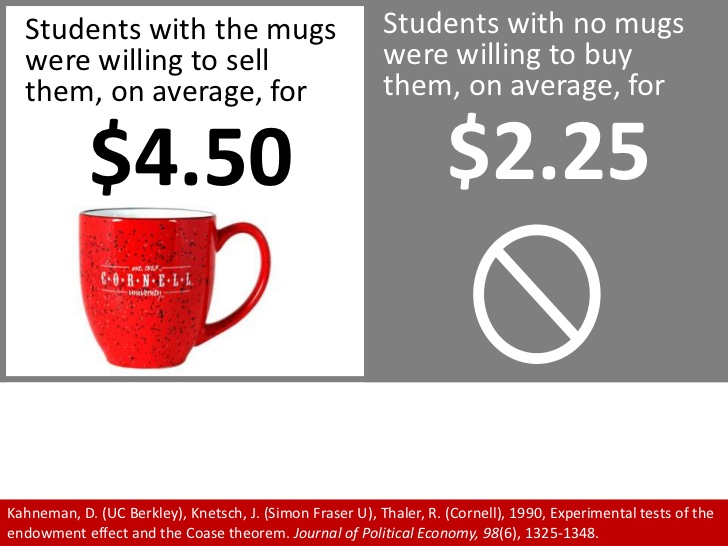 Students with the mugs
were willing to sell
them, on average, for
$4.50
est. 1865
C·O·R·N·E·L·L
UNIVERSITY
Students with no mugs
were willing to buy
them, on average, for
$2.25
Kahneman, D. (UC Berkley), Knetsch, J. (Simon Fraser U), Thaler, R. (Cornell), 1990, Experimental tests of the
endowment effect and the Coase theorem. Journal of Political Economy, 98(6), 1325-1348.